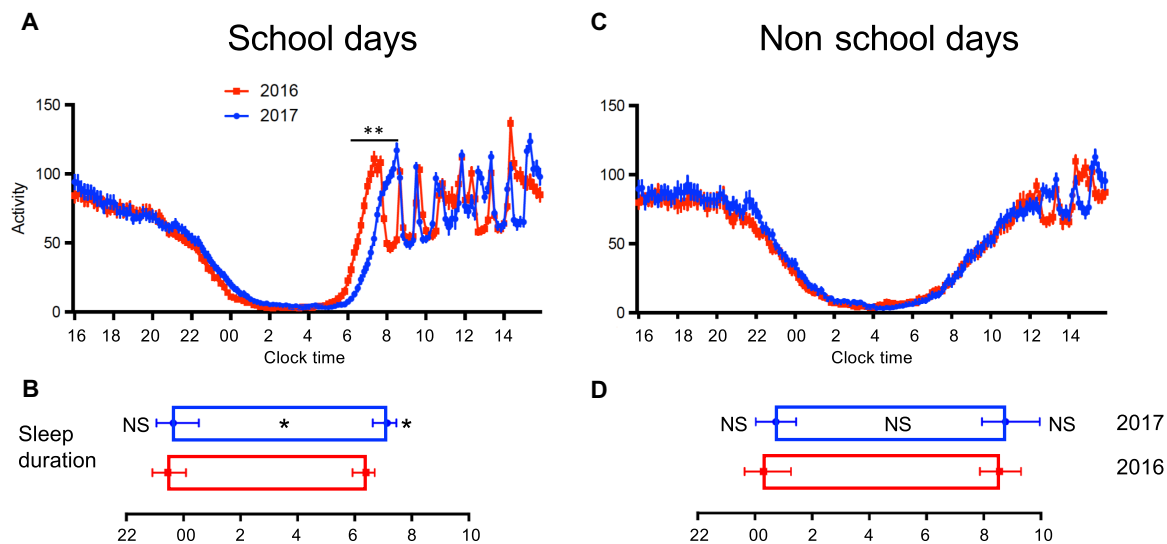 A
School days
2016
2017
150
100
50
0
Activity
**
16 18 20 22 00 2 4 6 8 10 12 14
Clock time
B
Sleep
duration
NS * *
22 00 2 4 6 8 10
C
Non school days
150
100
50
0
16 18 20 22 00 2 4 6 8 10 12 14
Clock time
D
NS NS NS 2017
2016
22 00 2 4 6 8 10